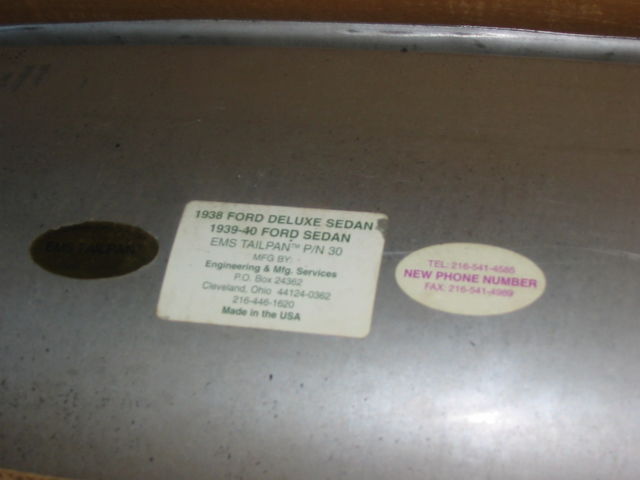 TAILPAN
1938 FORD DELUXE SEDAN
1939-40 FORD SEDAN
EMS TAILPAN™ P/N 30
MFG BY:
Engineering & Mfg. Services
P.O. Box 24362
Cleveland, Ohio 44124-0362
216-446-1620
Made in the USA
TEL: 216-541-4585
NEW PHONE NUMBER
FAX: 216-541-4989